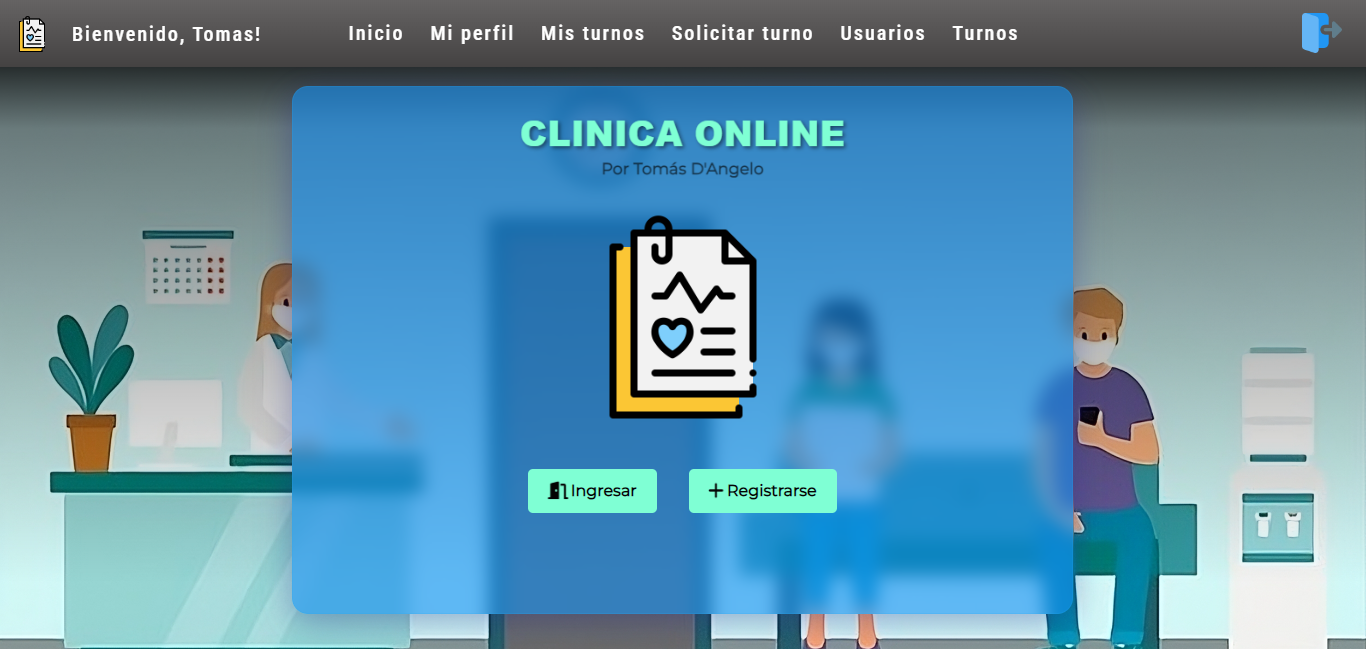 Bienvenido, Tomas!
Inicio Mi perfil Mis turnos Solicitar turno Usuarios Turnos
CLINICA ONLINE
Por Tomás D'Angelo
Ingresar
Registrarse